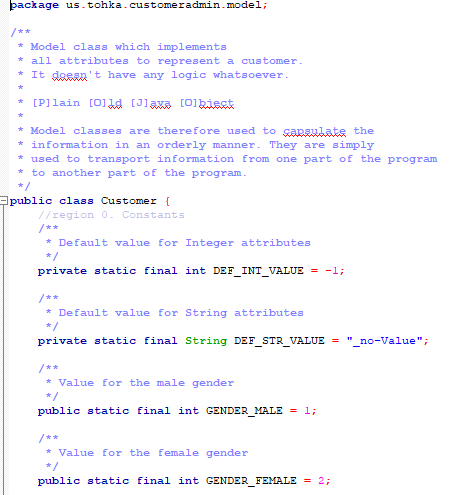 package us.tohka.customeradmin.model;
/**
 * Model class which implements
 * all attributes to represent a customer.
 * It doesn't have any logic whatsoever.
 *
 * [P]lain [O]ld [J]ava [O]bject
 *
 * Model classes are therefore used to capsulate the
 * information in an orderly manner. They are simply
 * used to transport information from one part of the program
 * to another part of the program.
 */
public class Customer {
    //region 0. Constants
    /**
     * Default value for Integer attributes
     */
    private static final int DEF_INT_VALUE = -1;
    /**
     * Default value for String attributes
     */
    private static final String DEF_STR_VALUE = "_no-Value";
    /**
     * Value for the male gender
     */
    public static final int GENDER_MALE = 1;
    /**
     * Value for the female gender
     */
    public static final int GENDER_FEMALE = 2;